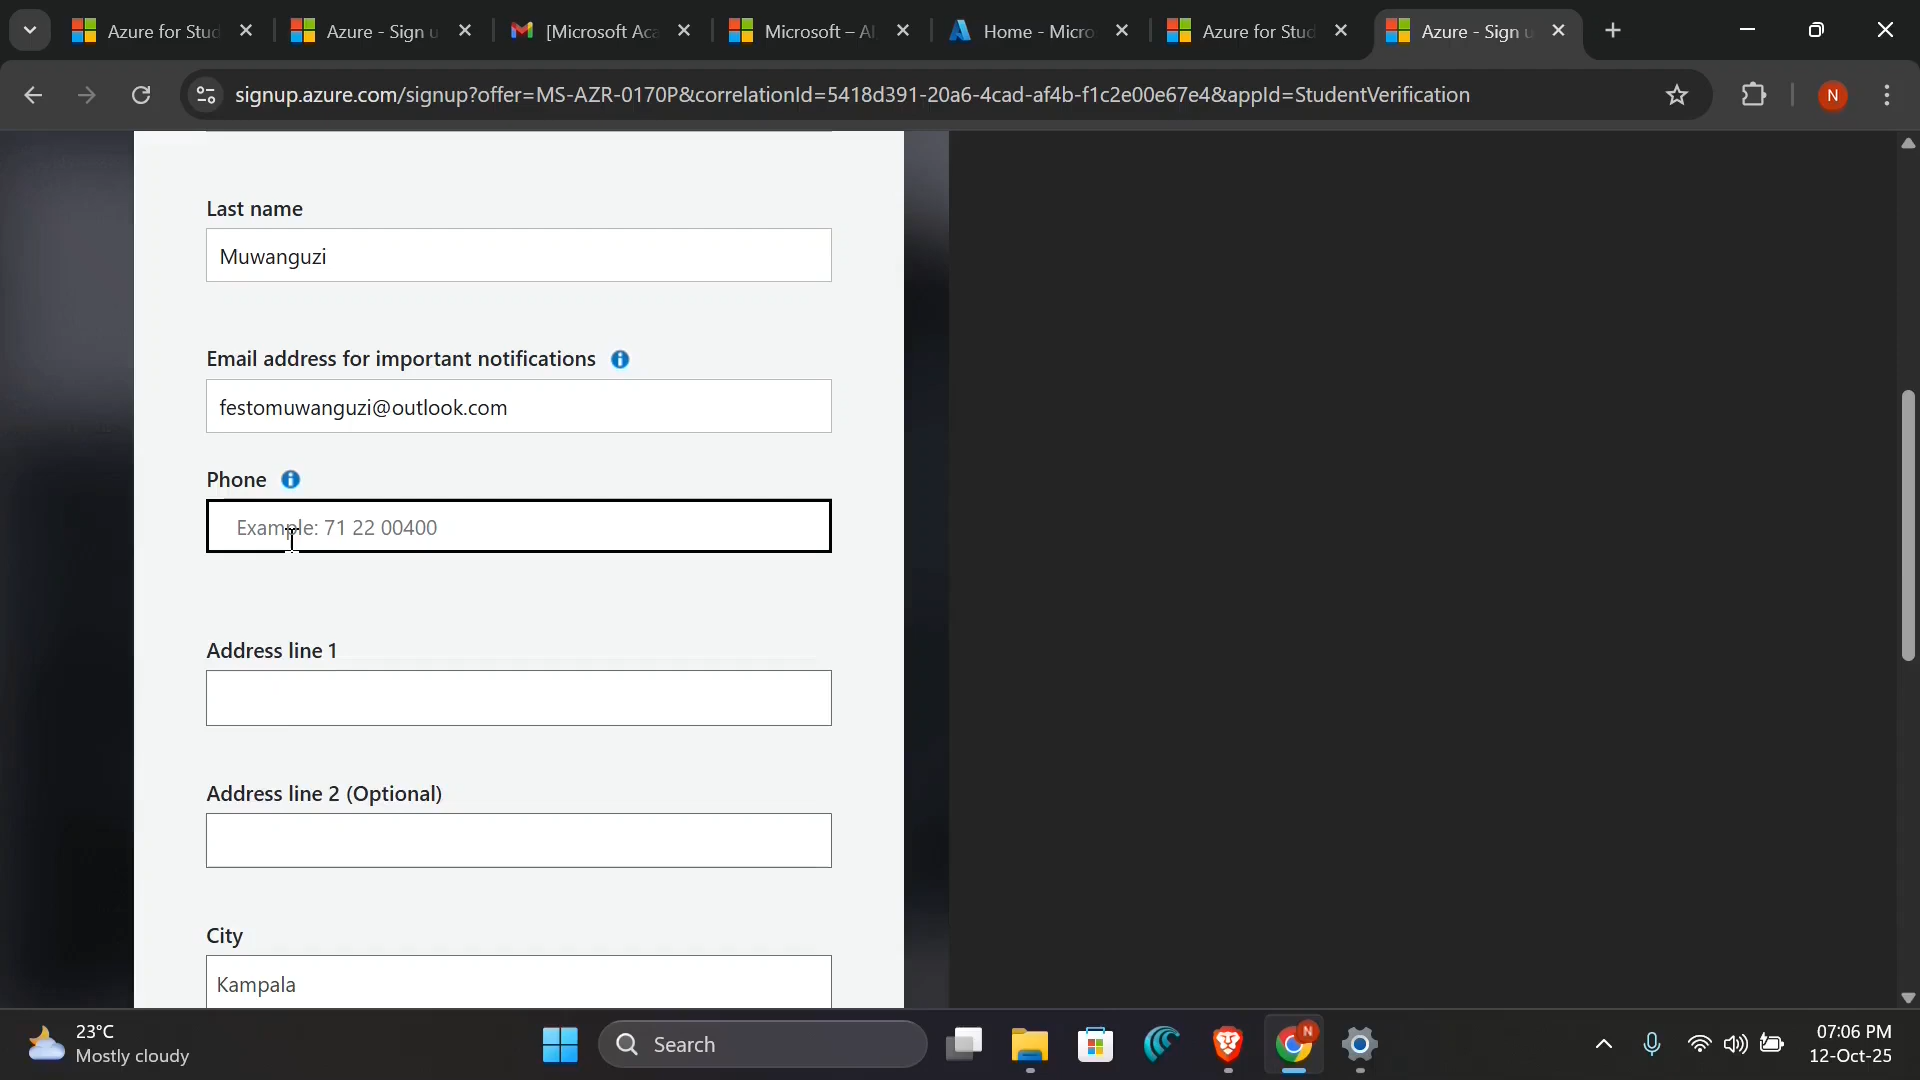 Azure for Stud
Azure - Sign u
[Microsoft Aca
Microsoft – A
Home - Micro
Azure for Stud
Azure - Sign u
signup.azure.com/signup?offer=MS-AZR-0170P&correlationId=5418d391-20a6-4cad-af4b-f1c2e00e67e4&appId=StudentVerification
N
Last name
Muwanguzi
Email address for important notifications
festomuwanguzi@outlook.com
Phone
Example: 71 22 00400
Address line 1
Address line 2 (Optional)
City
Kampala
23°C
Mostly cloudy
Search
N
07:06 PM
12-Oct-25